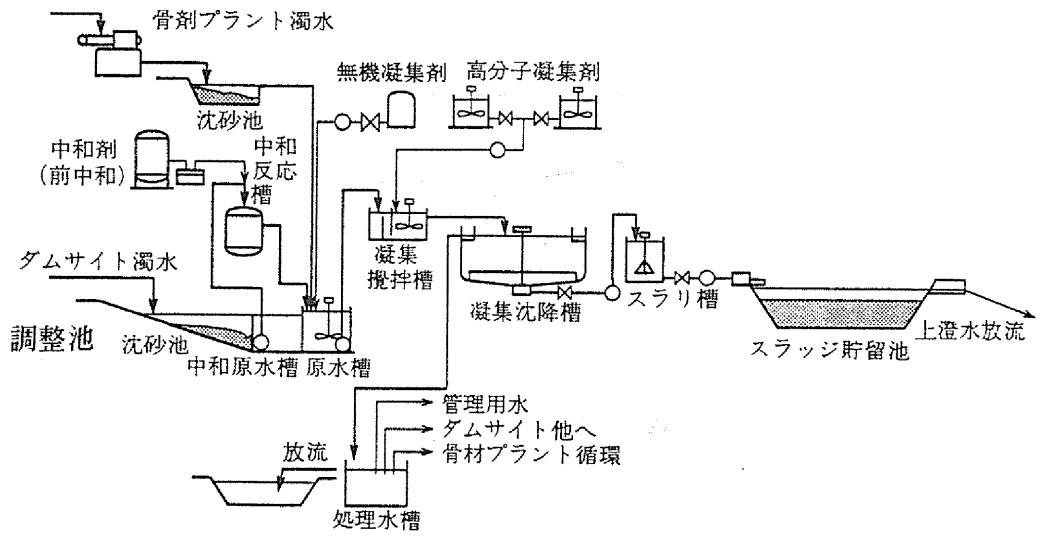 骨剤プラント濁水
無機凝集剤
高分子凝集剤
沈砂池
中和剤
(前中和)
中和
反応
槽
凝集
攪拌槽
ダムサイト濁水
調整池
沈砂池
中和原水槽
原水槽
凝集沈降槽
スラリ槽
スラッジ貯留池
上澄水放流
管理用水
ダムサイト他へ
骨材プラント循環
放流
処理水槽